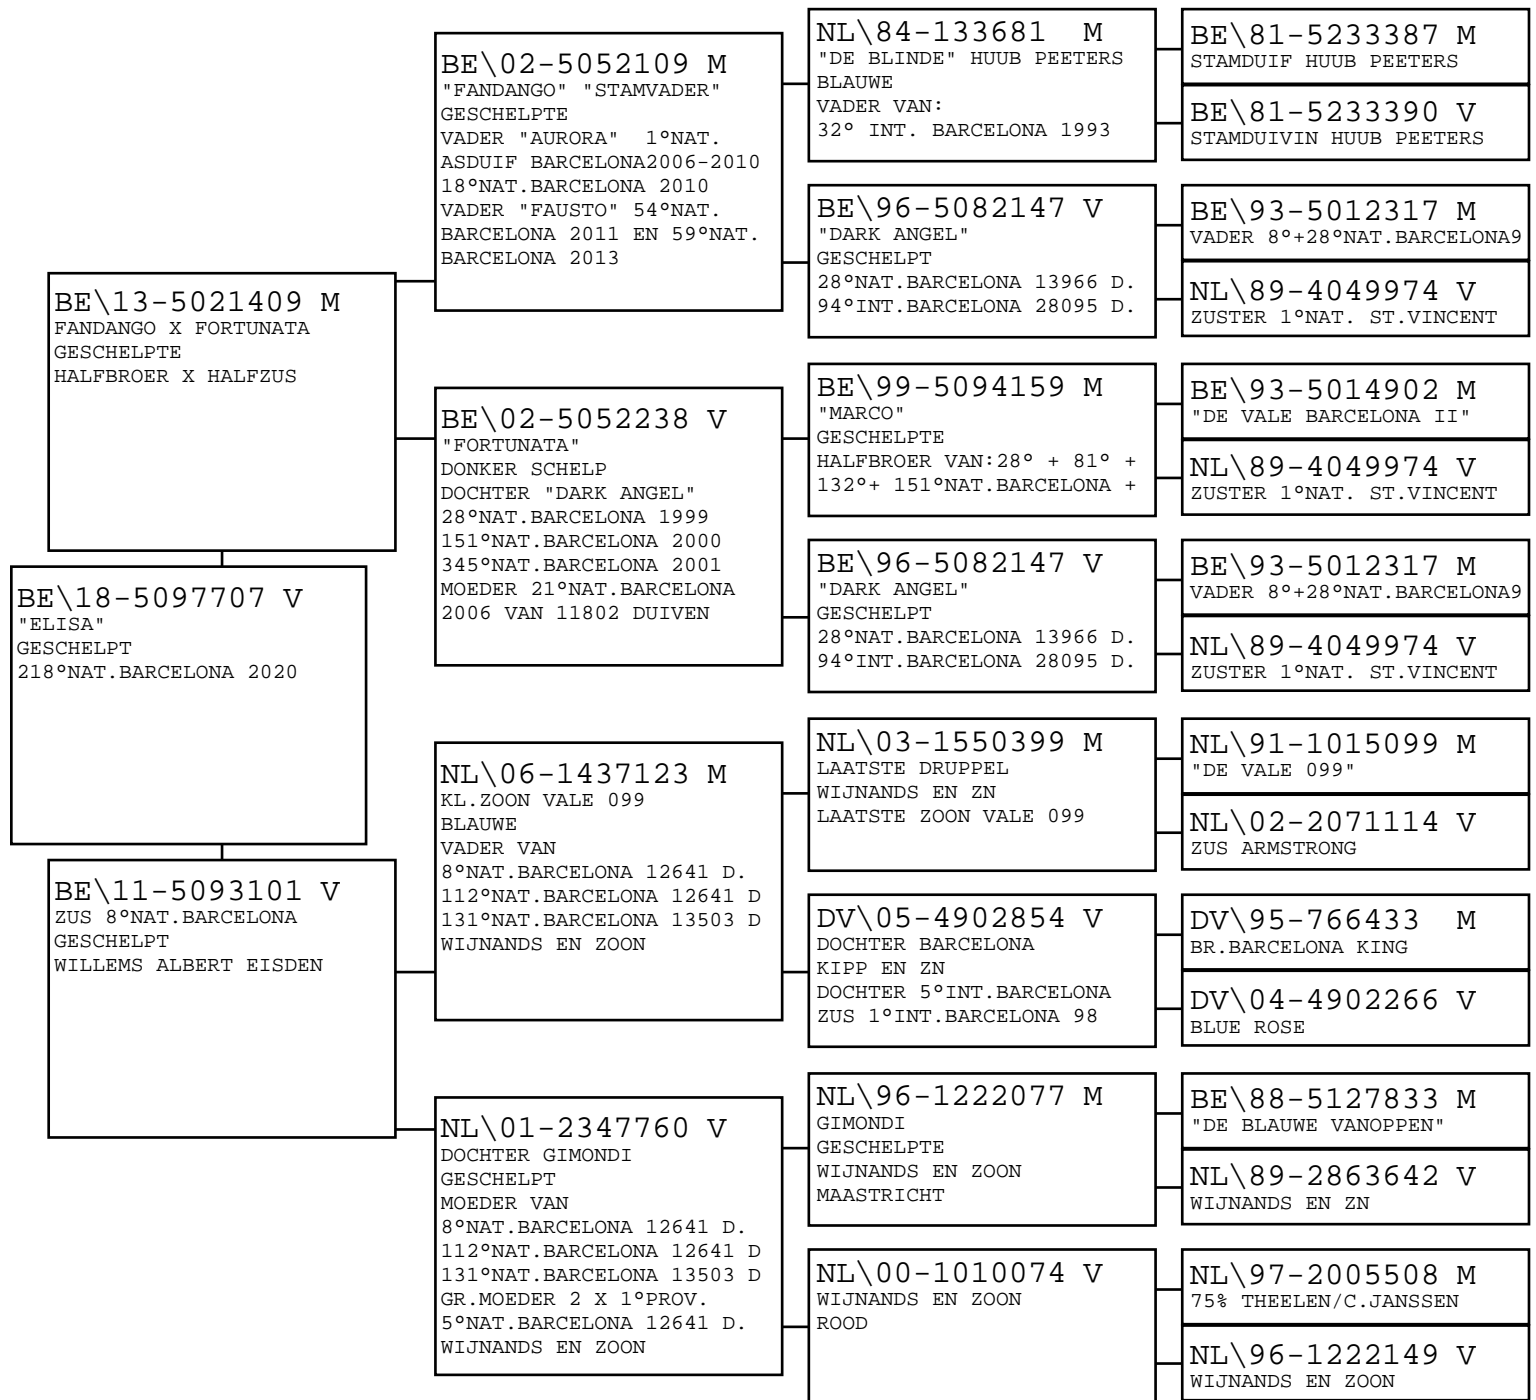 BE\18-5097707 V
"ELISA"
GESCHELPT
218°NAT.BARCELONA 2020
BE\13-5021409 M
FANDANGO X FORTUNATA
GESCHELPTE
HALFBROER X HALFZUS
BE\11-5093101 V
ZUS 8°NAT.BARCELONA
GESCHELPT
WILLEMS ALBERT EISDEN
BE\02-5052109 M
"FANDANGO" "STAMVADER"
GESCHELPTE
VADER "AURORA" 1°NAT.
ASDUIF BARCELONA2006-2010
18°NAT.BARCELONA 2010
VADER "FAUSTO" 54°NAT.
BARCELONA 2011 EN 59°NAT.
BARCELONA 2013
BE\02-5052238 V
"FORTUNATA"
DONKER SCHELP
DOCHTER "DARK ANGEL"
28°NAT.BARCELONA 1999
151°NAT.BARCELONA 2000
345°NAT.BARCELONA 2001
MOEDER 21°NAT.BARCELONA
2006 VAN 11802 DUIVEN
NL\06-1437123 M
KL.ZOON VALE 099
BLAUWE
VADER VAN
8°NAT.BARCELONA 12641 D.
112°NAT.BARCELONA 12641 D
131°NAT.BARCELONA 13503 D
WIJNANDS EN ZOON
NL\01-2347760 V
DOCHTER GIMONDI
GESCHELPT
MOEDER VAN
8°NAT.BARCELONA 12641 D.
112°NAT.BARCELONA 12641 D
131°NAT.BARCELONA 13503 D
GR.MOEDER 2 X 1°PROV.
5°NAT.BARCELONA 12641 D.
WIJNANDS EN ZOON
NL\84-133681 M
"DE BLINDE" HUUB PEETERS
BLAUWE
VADER VAN:
32° INT. BARCELONA 1993
BE\96-5082147 V
"DARK ANGEL"
GESCHELPT
28°NAT.BARCELONA 13966 D.
94°INT.BARCELONA 28095 D.
BE\99-5094159 M
"MARCO"
GESCHELPTE
HALFBROER VAN:28° + 81° +
132°+ 151°NAT.BARCELONA +
BE\96-5082147 V
"DARK ANGEL"
GESCHELPT
28°NAT.BARCELONA 13966 D.
94°INT.BARCELONA 28095 D.
NL\03-1550399 M
LAATSTE DRUPPEL
WIJNANDS EN ZN
LAATSTE ZOON VALE 099
DV\05-4902854 V
DOCHTER BARCELONA
KIPP EN ZN
DOCHTER 5°INT.BARCELONA
ZUS 1°INT.BARCELONA 98
NL\96-1222077 M
GIMONDI
GESCHELPTE
WIJNANDS EN ZOON
MAASTRICHT
NL\00-1010074 V
WIJNANDS EN ZOON
ROOD
BE\81-5233387 M
STAMDUIF HUUB PEETERS
BE\81-5233390 V
STAMDUIVIN HUUB PEETERS
BE\93-5012317 M
VADER 8°+28°NAT.BARCELONA9
NL\89-4049974 V
ZUSTER 1°NAT. ST.VINCENT
BE\93-5014902 M
"DE VALE BARCELONA II"
NL\89-4049974 V
ZUSTER 1°NAT. ST.VINCENT
BE\93-5012317 M
VADER 8°+28°NAT.BARCELONA9
NL\89-4049974 V
ZUSTER 1°NAT. ST.VINCENT
NL\91-1015099 M
"DE VALE 099"
NL\02-2071114 V
ZUS ARMSTRONG
DV\95-766433 M
BR.BARCELONA KING
DV\04-4902266 V
BLUE ROSE
BE\88-5127833 M
"DE BLAUWE VANOPPEN"
NL\89-2863642 V
WIJNANDS EN ZN
NL\97-2005508 M
75% THEELEN/C.JANSSEN
NL\96-1222149 V
WIJNANDS EN ZOON